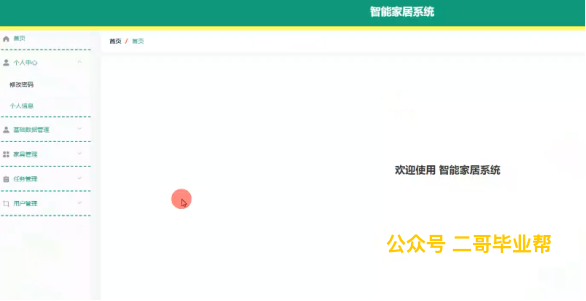 智能家居系统
首页
首页 / 首页
个人中心
修改密码
个人信息
基础数据管理
家居管理
任务管理
用户管理
欢迎使用 智能家居系统
公众号 二哥毕业帮